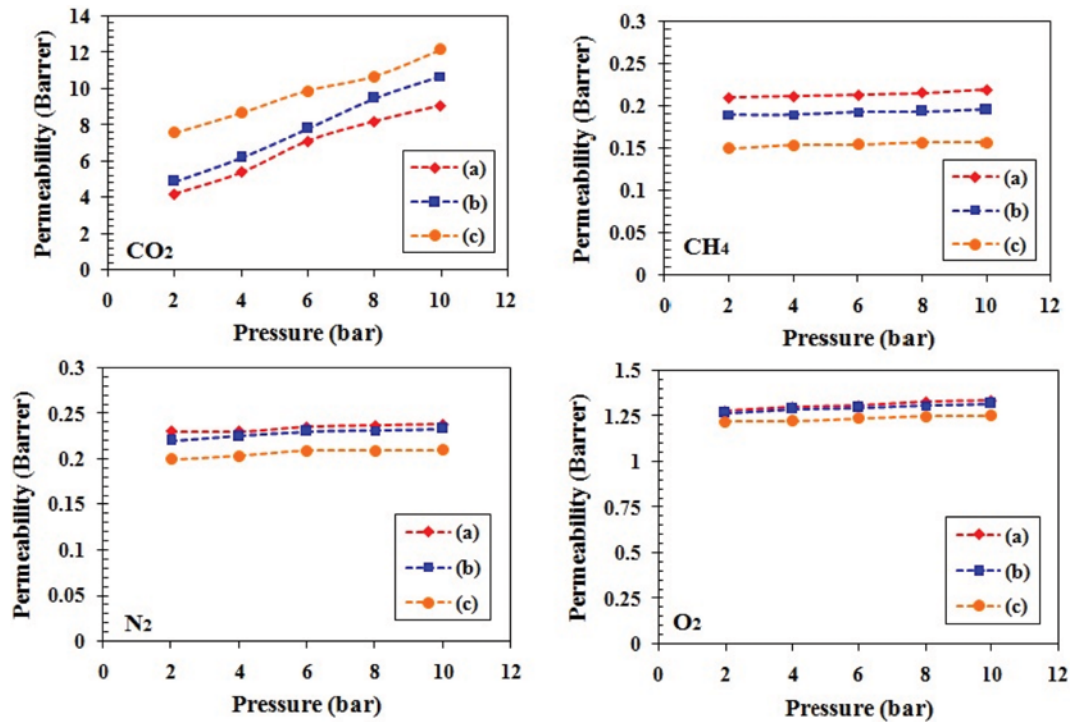 Permeability (Barrer)
14
12
10
8
6
4
2
0
0 2 4 6 8 10 12
Pressure (bar)
CO2
(a)
(b)
(c)
Permeability (Barrer)
0.3
0.25
0.2
0.15
0.1
0.05
0
0 2 4 6 8 10 12
Pressure (bar)
CH4
(a)
(b)
(c)
Permeability (Barrer)
0.3
0.25
0.2
0.15
0.1
0.05
0
0 2 4 6 8 10 12
Pressure (bar)
N2
(a)
(b)
(c)
Permeability (Barrer)
1.5
1.25
1
0.75
0.5
0.25
0
0 2 4 6 8 10 12
Pressure (bar)
O2
(a)
(b)
(c)